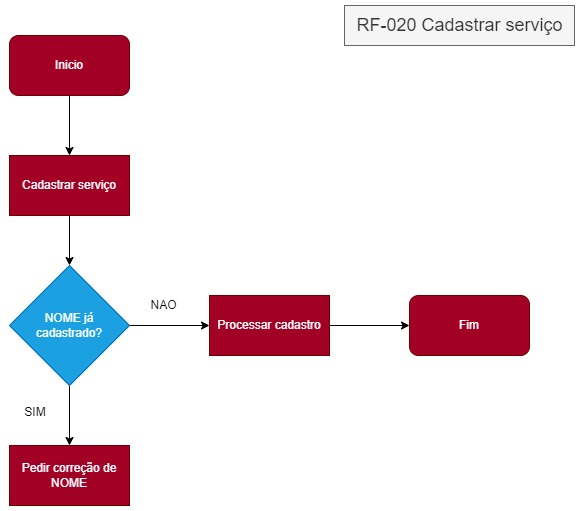 RF-020 Cadastrar serviço
Inicio
Cadastrar serviço
NOME já
cadastrado?
NAO
Processar cadastro
Fim
SIM
Pedir correção de
NOME